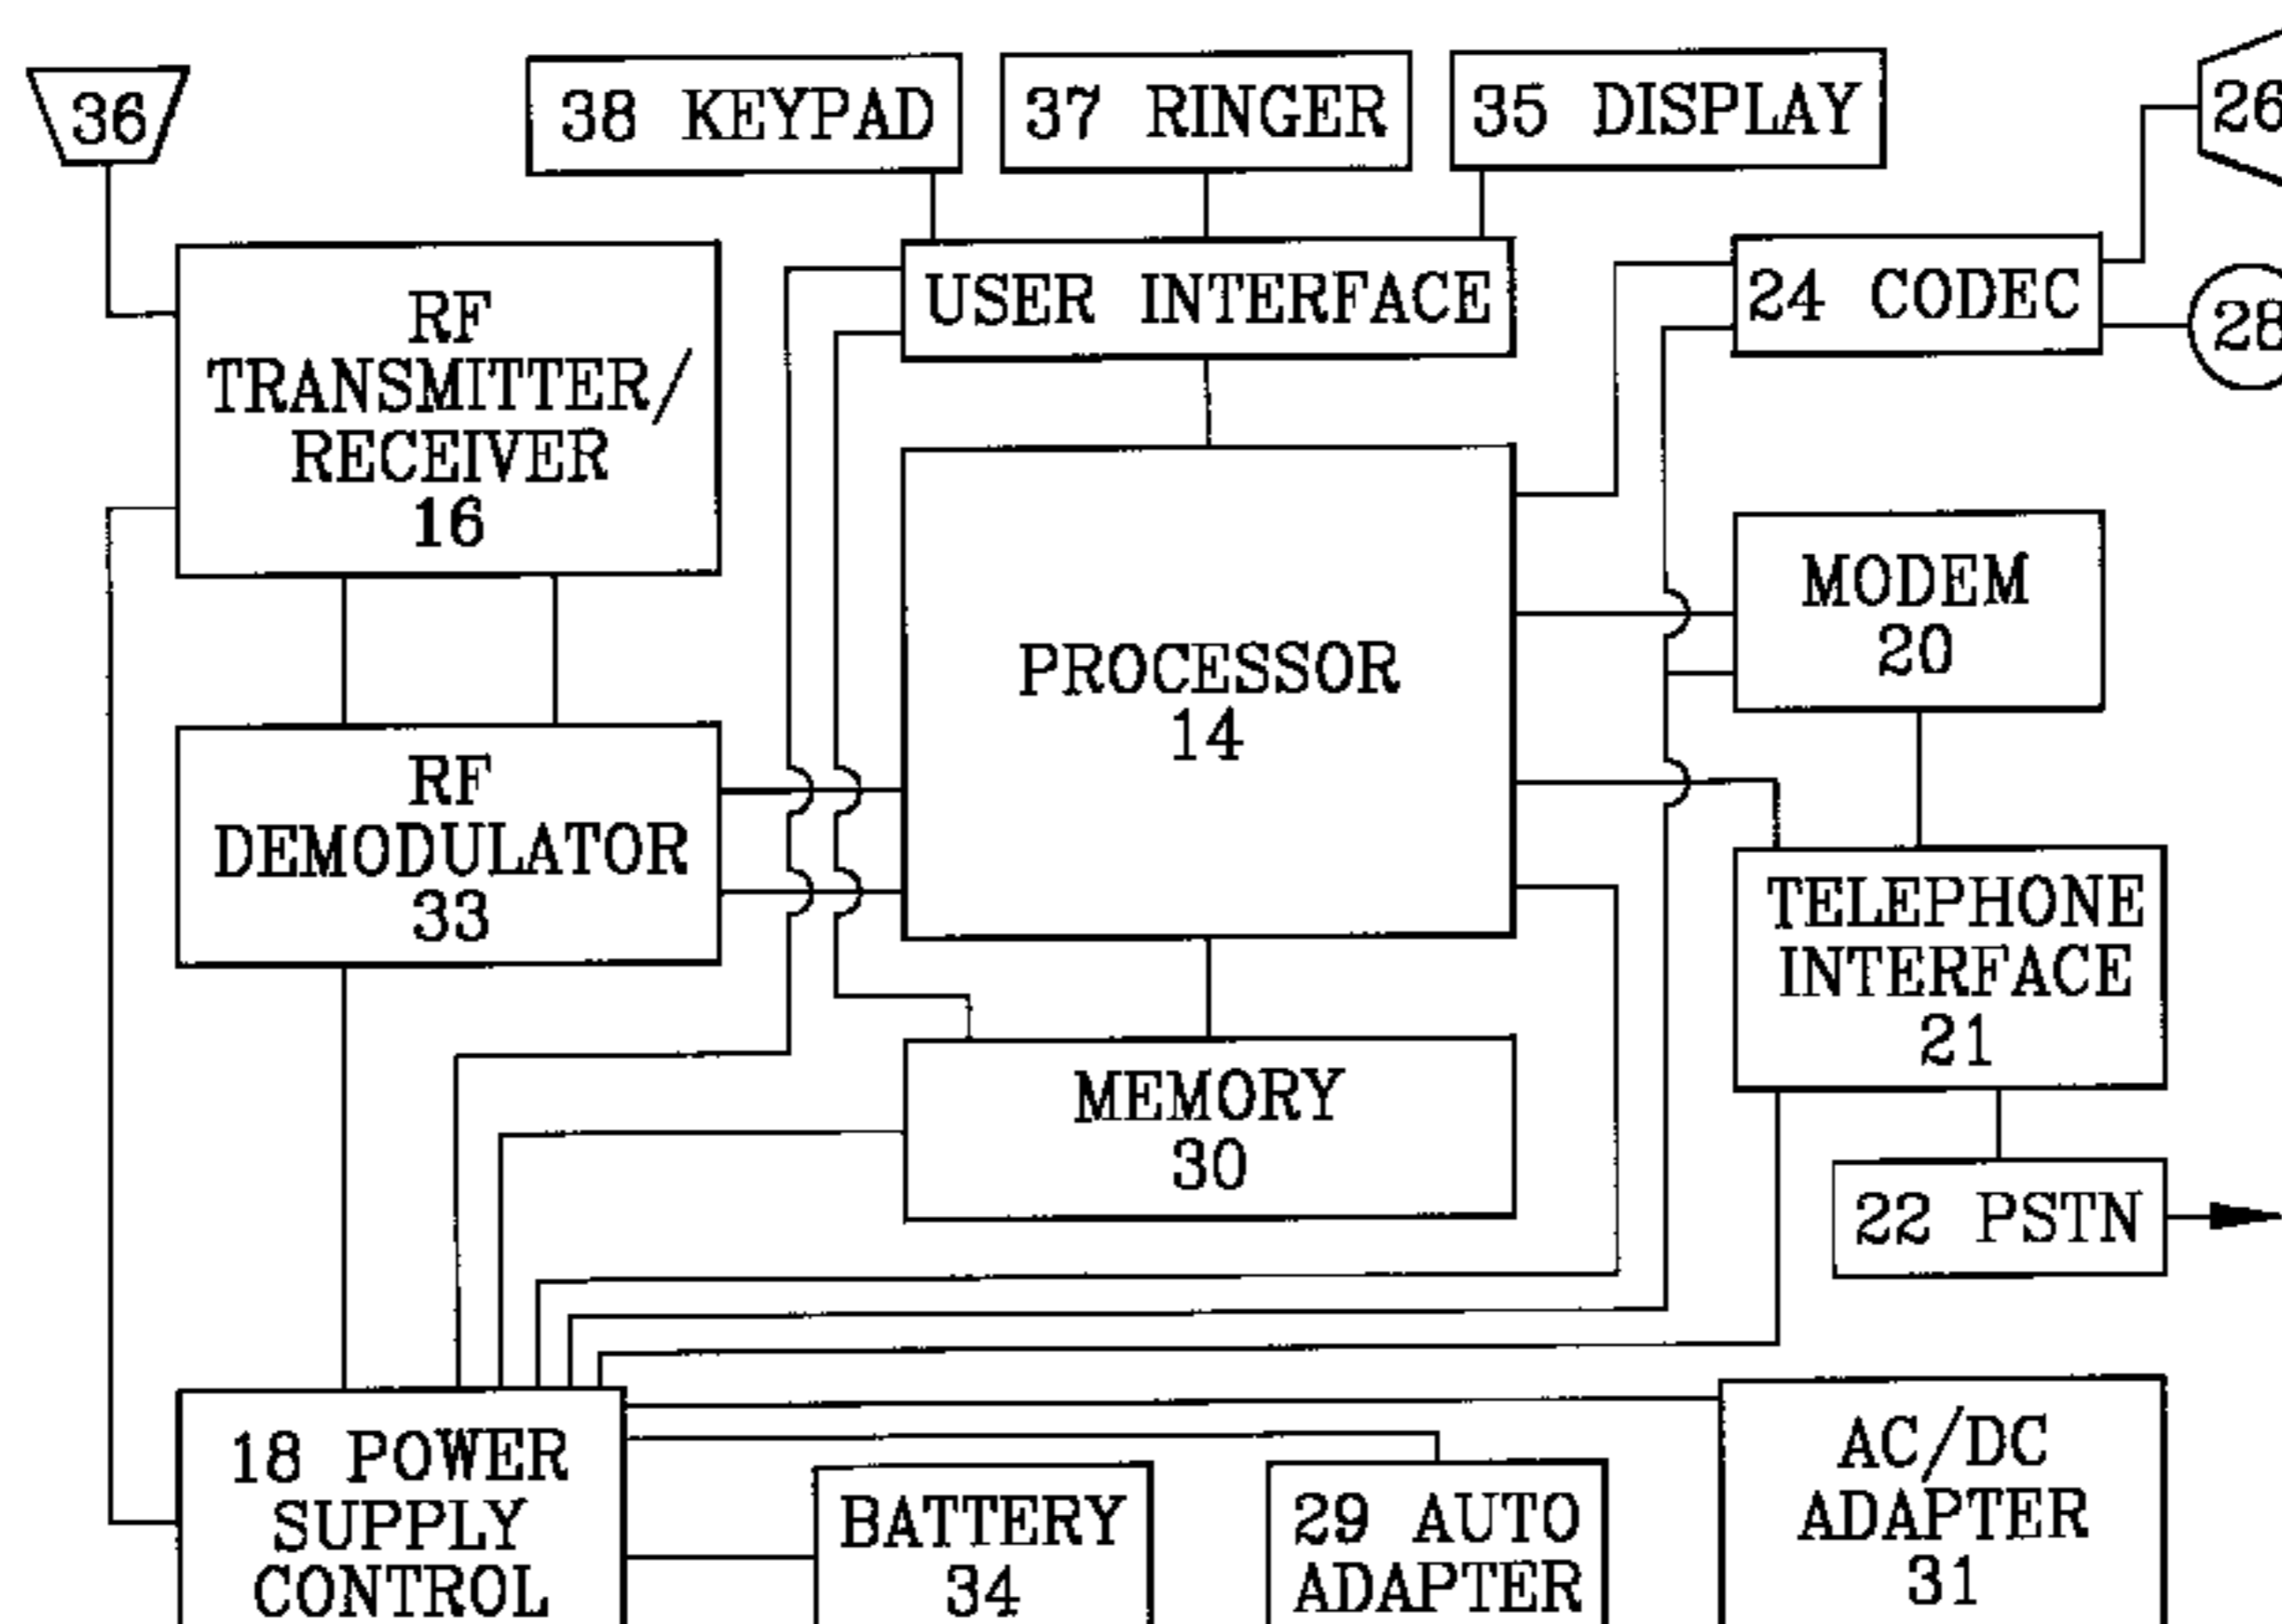 36
38 KEYPAD
37 RINGER
35 DISPLAY
26
USER INTERFACE
24 CODEC
28
RF
TRANSMITTER/
RECEIVER
16
MODEM
20
PROCESSOR
14
RF
DEMODULATOR
33
TELEPHONE
INTERFACE
21
MEMORY
30
22 PSTN
18 POWER
SUPPLY
CONTROL
BATTERY
34
29 AUTO
ADAPTER
AC/DC
ADAPTER
31